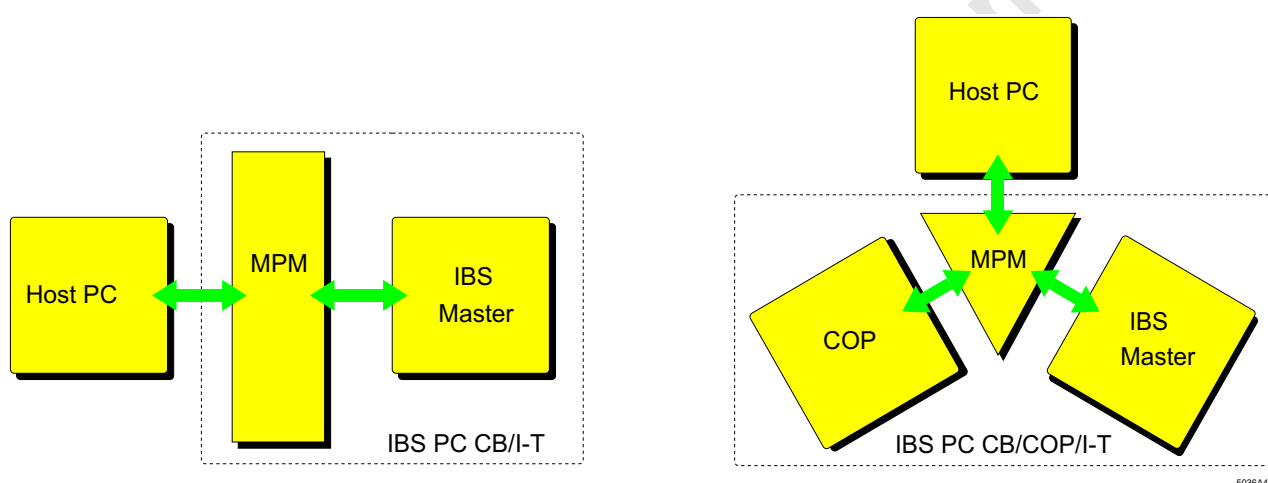 Host PC
MPM
IBS
Master
IBS PC CB/I-T
Host PC
MPM
COP
IBS
Master
IBS PC CB/COP/I-T